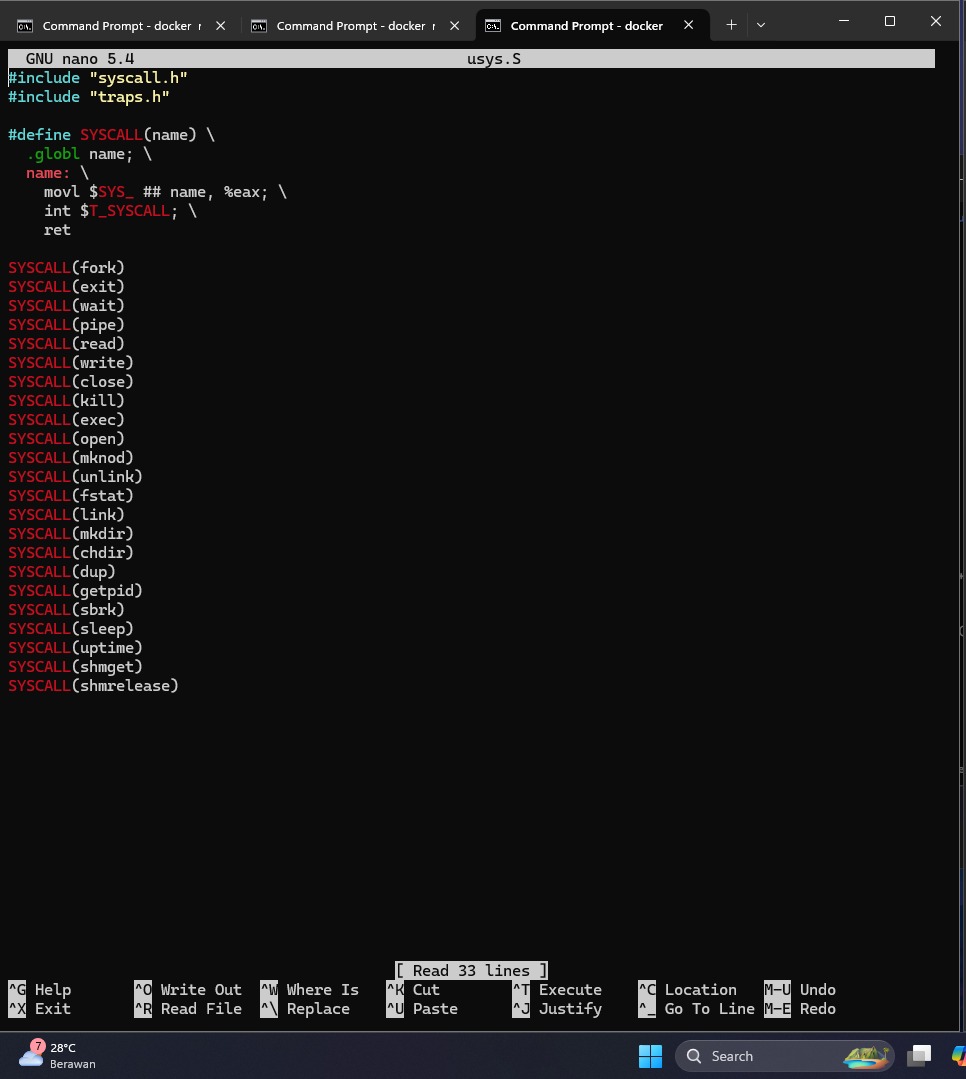 Command Prompt - docker r
Command Prompt - docker r
Command Prompt - docker
GNU nano 5.4 usys.S
#include "syscall.h"
#include "traps.h"
#define SYSCALL(name) \
.globl name; \
name: \
movl $SYS_ ## name, %eax; \
int $T_SYSCALL; \
ret
SYSCALL(fork)
SYSCALL(exit)
SYSCALL(wait)
SYSCALL(pipe)
SYSCALL(read)
SYSCALL(write)
SYSCALL(close)
SYSCALL(kill)
SYSCALL(exec)
SYSCALL(open)
SYSCALL(mknod)
SYSCALL(unlink)
SYSCALL(fstat)
SYSCALL(link)
SYSCALL(mkdir)
SYSCALL(chdir)
SYSCALL(dup)
SYSCALL(getpid)
SYSCALL(sbrk)
SYSCALL(sleep)
SYSCALL(uptime)
SYSCALL(shmget)
SYSCALL(shmrelease)
[ Read 33 lines ]
^G Help ^O Write Out ^W Where Is ^K Cut ^T Execute ^C Location M-U Undo
^X Exit ^R Read File ^\ Replace ^U Paste ^J Justify ^_ Go To Line M-E Redo
7
28°C
Berawan
Search